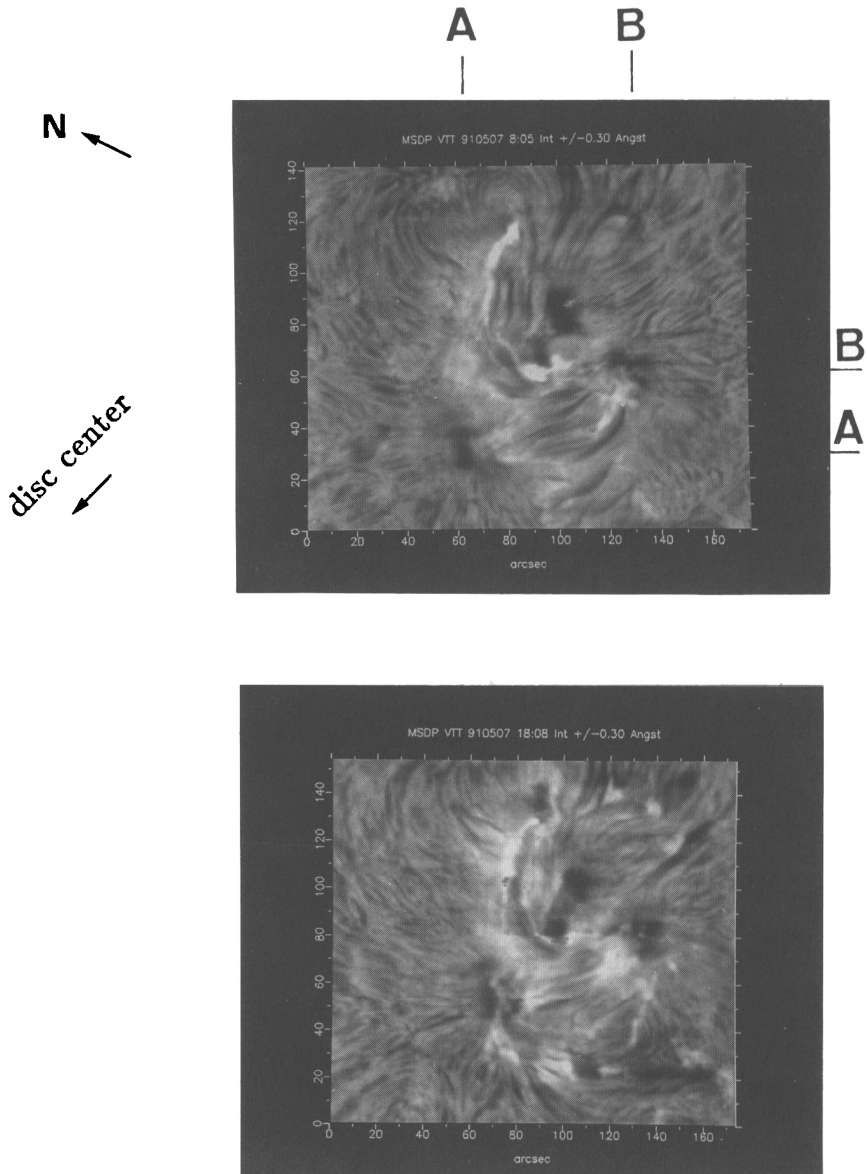 A B
N
MSDP VTT 910507 8:05 Int +/-0.30 Angst
140
120
100
80
60
40
20
0
0 20 40 60 80 100 120 140 160
arcsec
B
A
disc center
MSDP VTT 910507 18:08 Int +/-0.30 Angst
140
120
100
80
60
40
20
0
0 20 40 60 80 100 120 140 160
arcsec